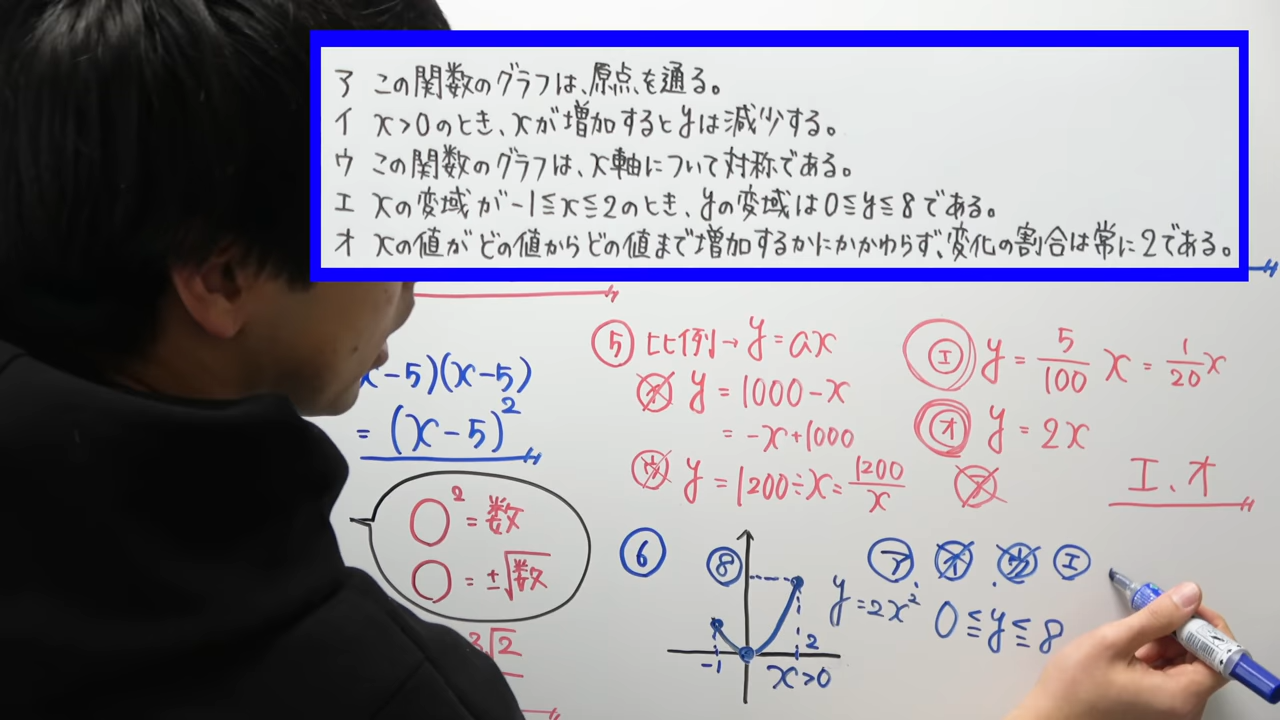 ア この関数のグラフは、原点を通る。
イ x>0のとき、xが増加するとyは減少する。
ウ この関数のグラフは、x軸について対称である。
エ xの変域が-1≦x≦2のとき、yの変域は0≦y≦8である。
オ xの値がどの値からどの値まで増加するかにかかわらず、変化の割合は常に2である。
x-5)(x-5)
= (x-5)²
○² = 数
○ = ±√数
3√2
⑤ 比例→ y=ax
y = 1000-x
= -x+1000
ウ y = 1200÷x = 1200/x
エ y = 5/100 x = 1/20 x
オ y = 2x
ア
エ、オ
⑥
8
-1
2
x>0
y=2x²
ア イ ウ エ
0≦y≦8